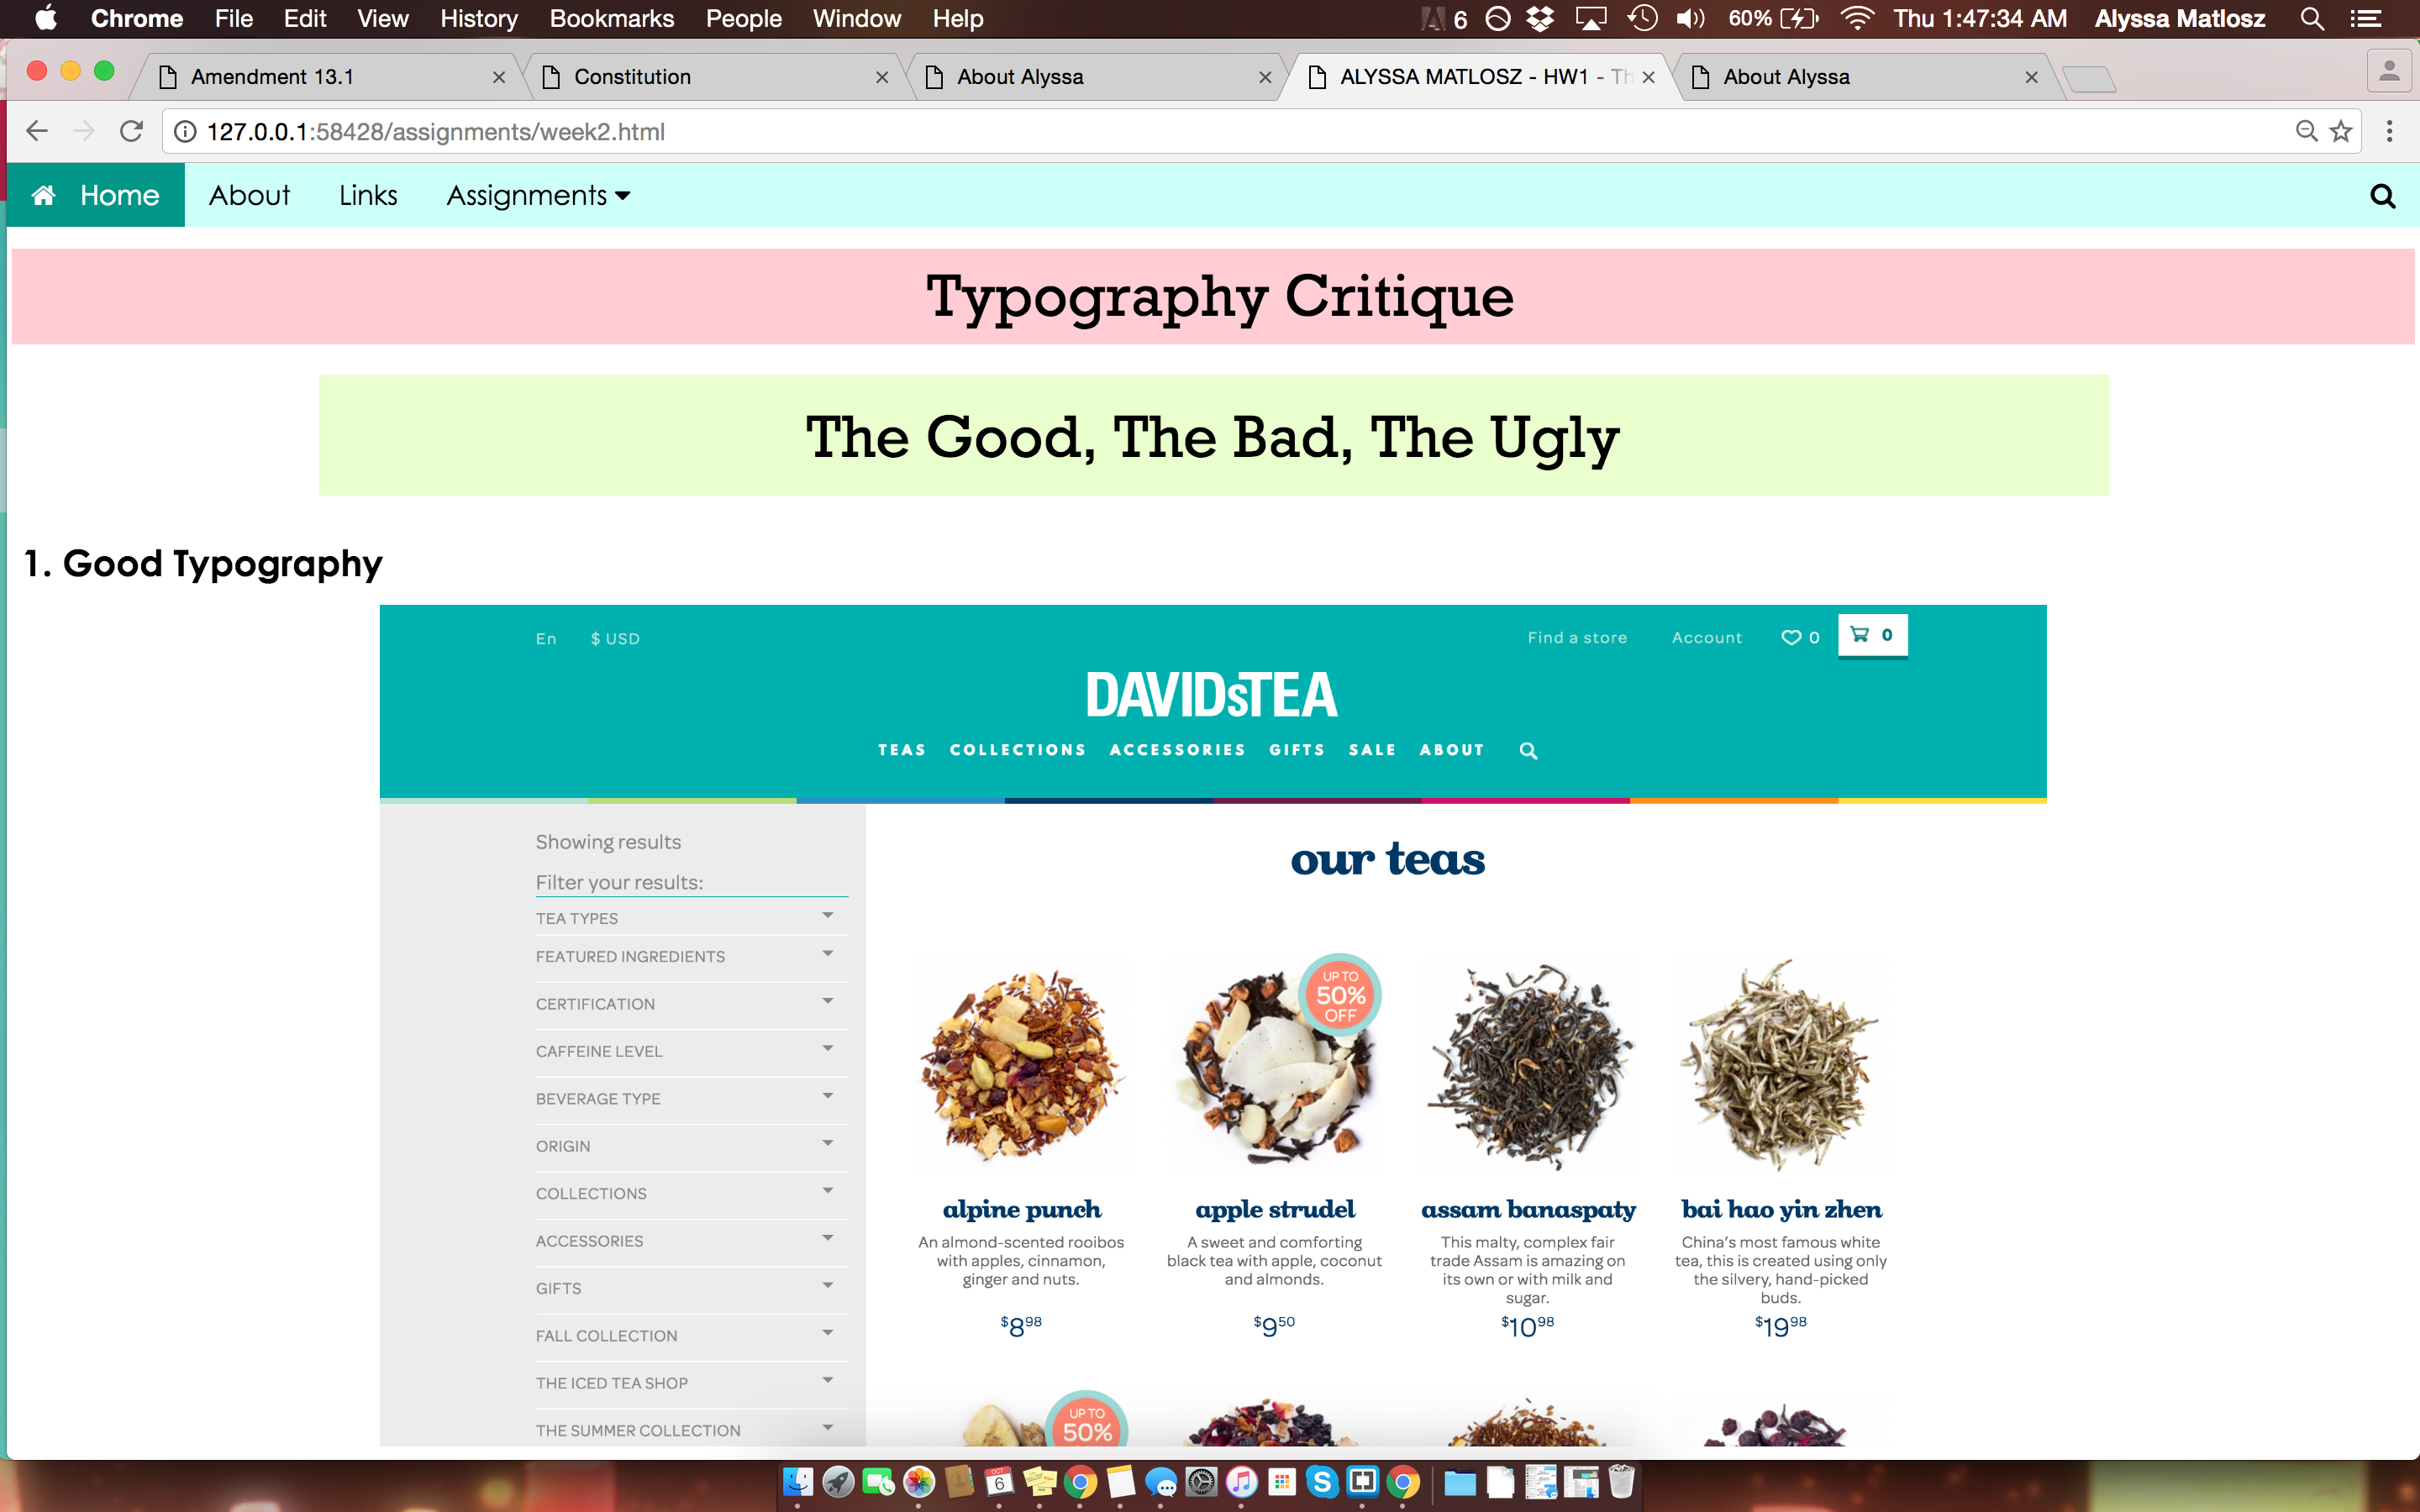 Chrome File Edit View History Bookmarks People Window Help 6 60% Thu 1:47:34 AM Alyssa Matlosz
Amendment 13.1 Constitution About Alyssa ALYSSA MATLOSZ - HW1 - Th About Alyssa
127.0.0.1:58428/assignments/week2.html
Home About Links Assignments
Typography Critique
The Good, The Bad, The Ugly
1. Good Typography
En $ USD Find a store Account 0 0
DAVIDsTEA
TEAS COLLECTIONS ACCESSORIES GIFTS SALE ABOUT
Showing results
Filter your results:
TEA TYPES
FEATURED INGREDIENTS
CERTIFICATION
CAFFEINE LEVEL
BEVERAGE TYPE
ORIGIN
COLLECTIONS
ACCESSORIES
GIFTS
FALL COLLECTION
THE ICED TEA SHOP
THE SUMMER COLLECTION
our teas
UP TO
50%
OFF
alpine punch
An almond-scented rooibos
with apples, cinnamon,
ginger and nuts.
$8 98
apple strudel
A sweet and comforting
black tea with apple, coconut
and almonds.
$9 50
assam banaspaty
This malty, complex fair
trade Assam is amazing on
its own or with milk and
sugar.
$10 98
bai hao yin zhen
China's most famous white
tea, this is created using only
the silvery, hand-picked
buds.
$19 98
UP TO
50%
OCT
6